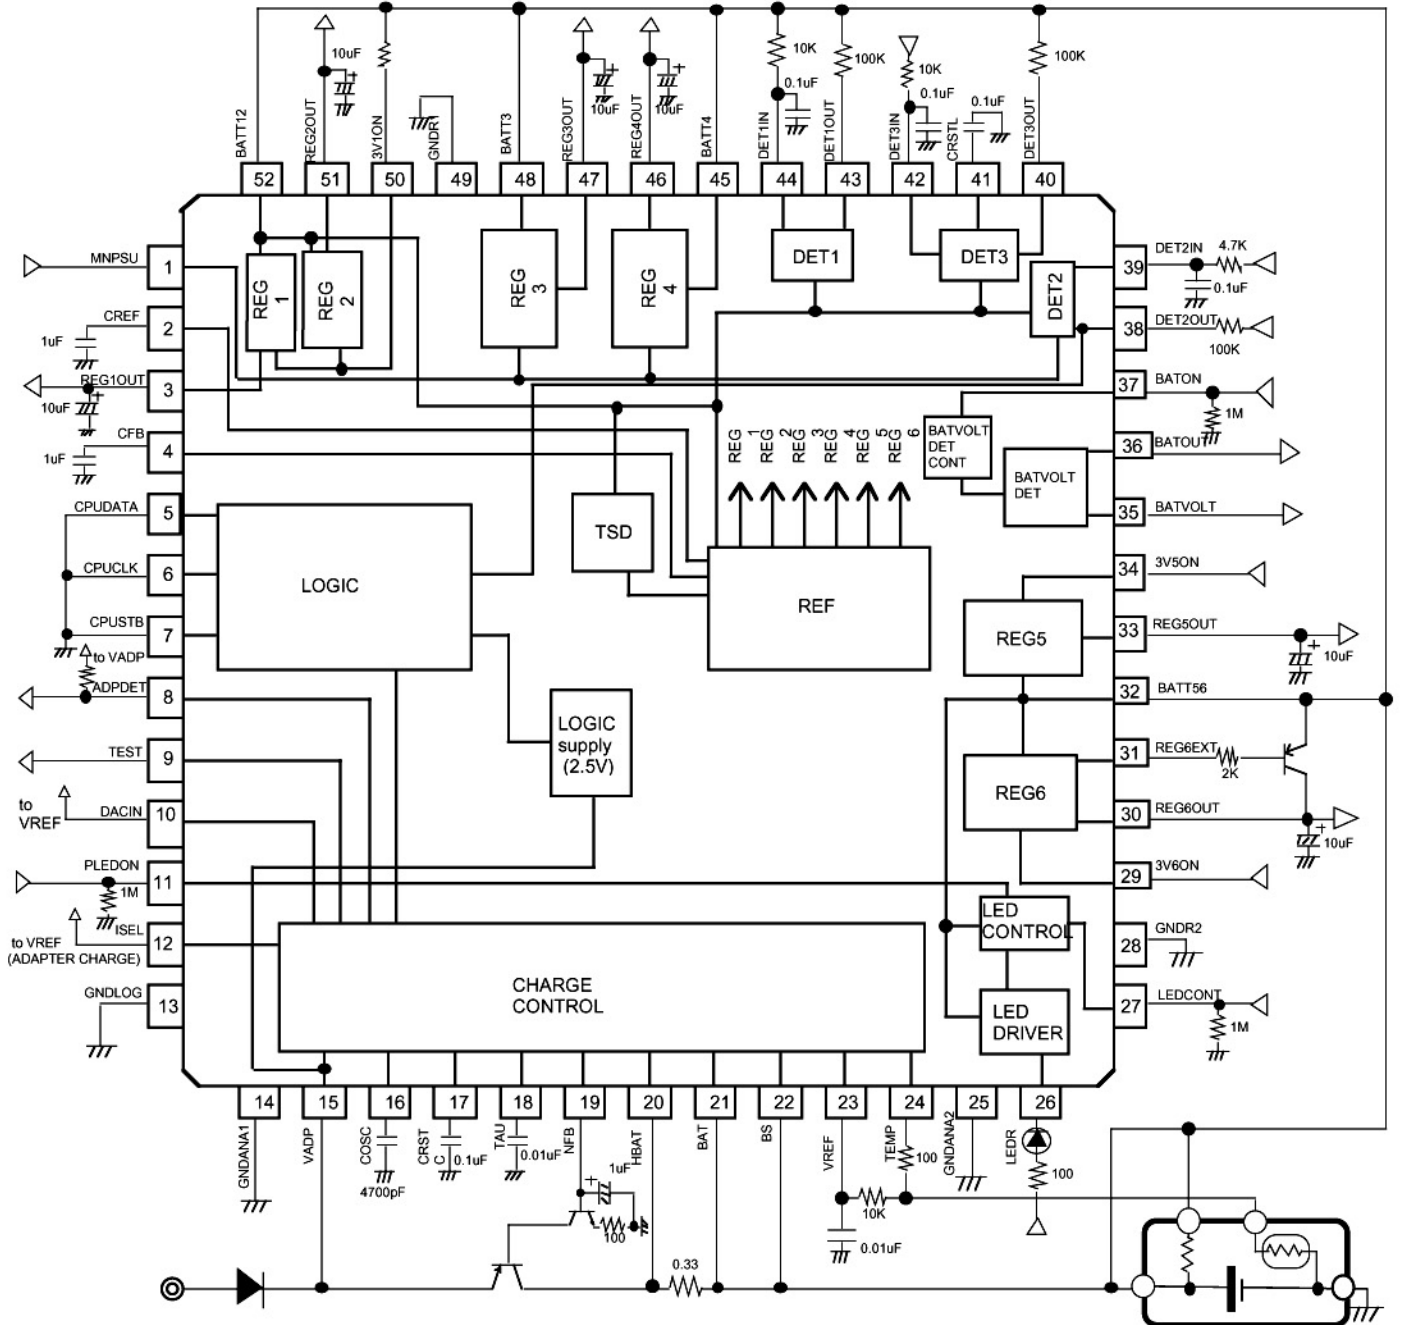 10uF
10uF
10uF
10K
0.1uF
100K
10K
0.1uF
0.1uF
100K
BATT12
REG2OUT
3V1ON
GNDR1
BATT3
REG3OUT
REG4OUT
BATT4
DET1IN
DET1OUT
DET3IN
CRSTL
DET3OUT
52
51
50
49
48
47
46
45
44
43
42
41
40
MNPSU
1
CREF
1uF
2
REG1OUT
10uF
3
CFB
1uF
4
CPUDATA
5
CPUCLK
6
CPUSTB
7
to VADP
ADPDET
8
TEST
9
to
VREF
DACIN
10
PLEDON
1M
11
ISEL
to VREF
(ADAPTER CHARGE)
12
GNDLOG
13
REG
1
REG
2
REG
3
REG
4
DET1
DET3
DET2
39
DET2IN
4.7K
0.1uF
38
DET2OUT
100K
37
BATON
1M
36
BATOUT
35
BATVOLT
34
3V5ON
33
REG5OUT
10uF
32
BATT56
31
REG6EXT
2K
30
REG6OUT
10uF
29
3V6ON
28
GNDR2
27
LEDCONT
1M
REG 1
REG 2
REG 3
REG 4
REG 5
REG 6
BATVOLT
DET
CONT
BATVOLT
DET
TSD
REF
LOGIC
LOGIC
supply
(2.5V)
REG5
REG6
LED
CONTROL
LED
DRIVER
CHARGE
CONTROL
14
15
16
17
18
19
20
21
22
23
24
25
26
GNDANA1
VADP
COSC
4700pF
CRST
C
0.1uF
TAU
0.01uF
NFB
1uF
100
HBAT
0.33
BAT
BS
VREF
0.01uF
10K
TEMP
100
GNDANA2
LEDR
100